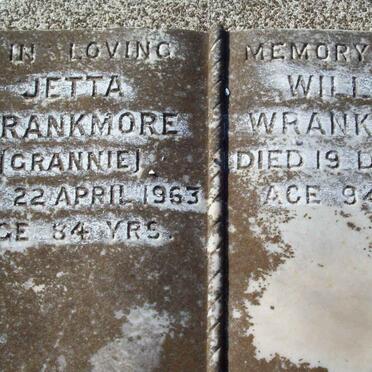 IN LOVING
JETTA
RANKMORE
[GRANNIE]
22 APRIL 1963
GE 84 YRS.
MEMORY
WILL
WRANK
DIED 19 D
AGE 94